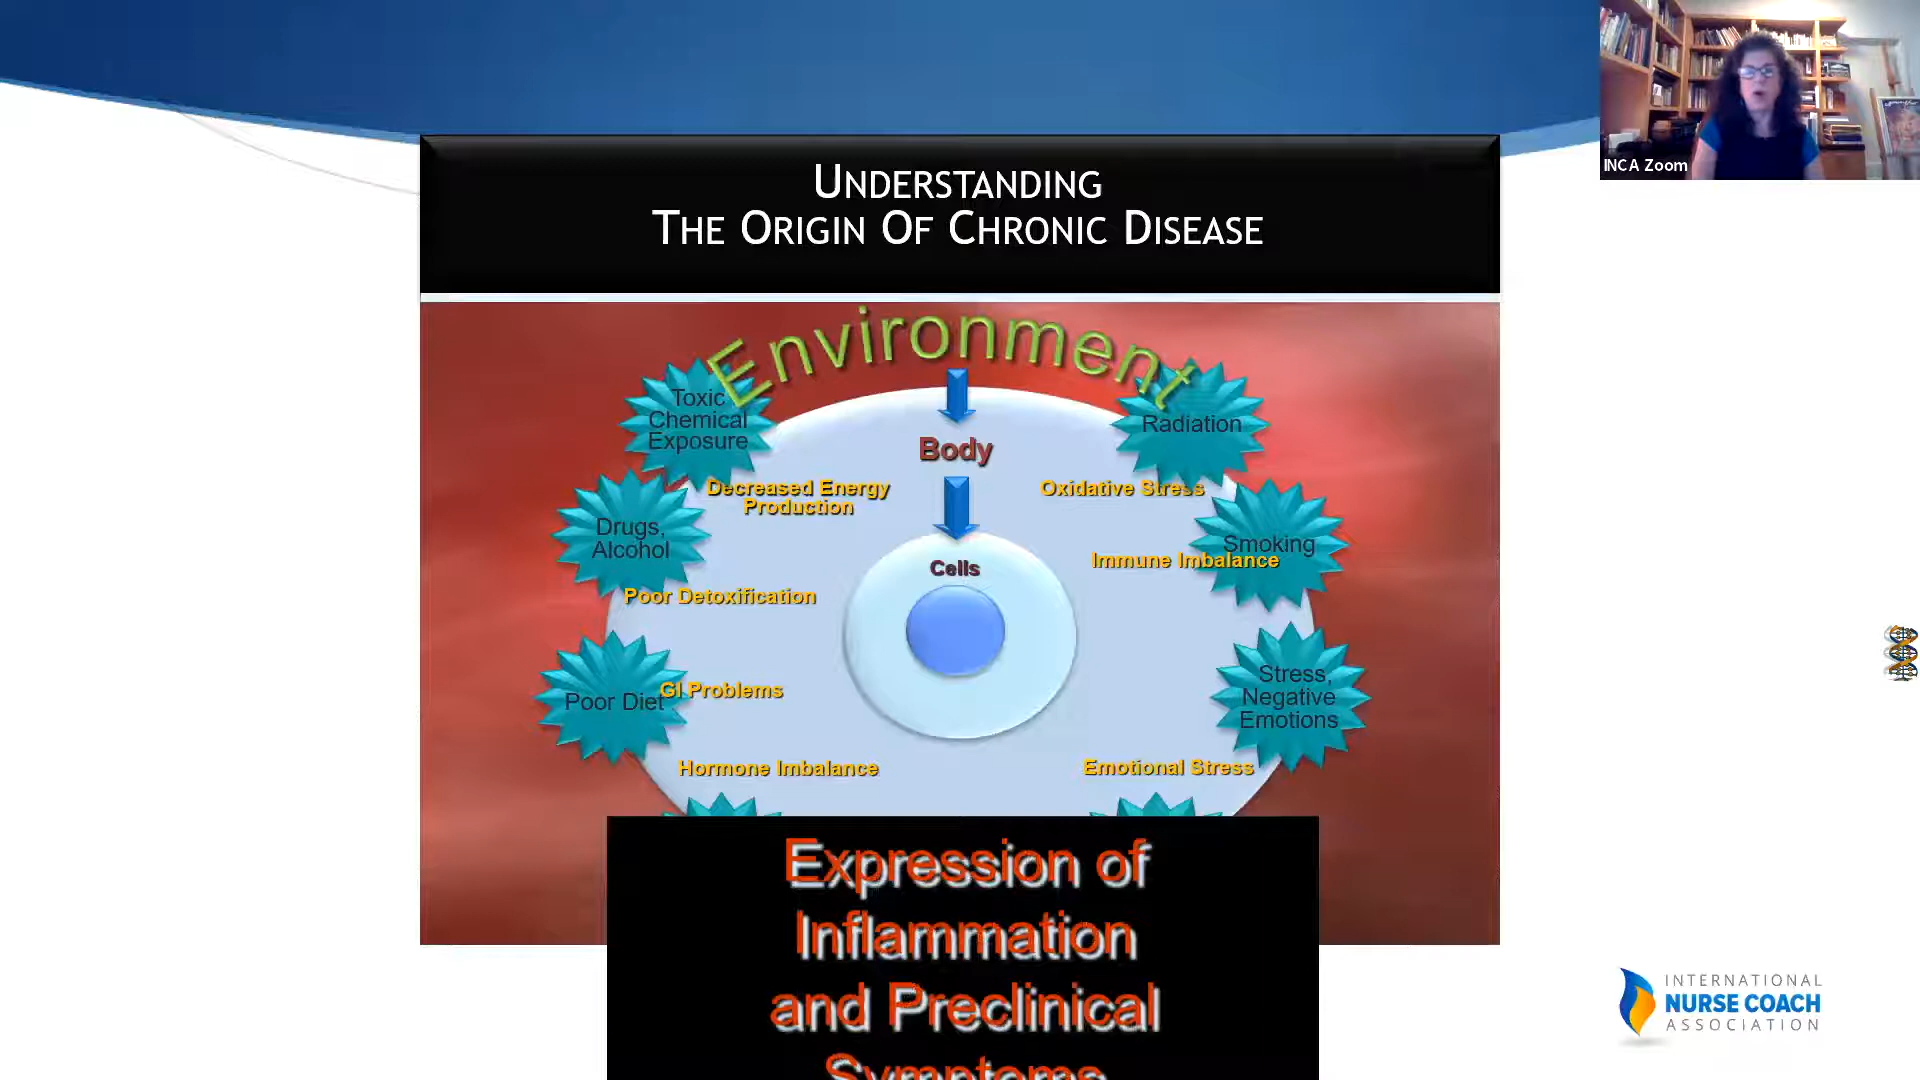 INCA Zoom
UNDERSTANDING
THE ORIGIN OF CHRONIC DISEASE
Environment
Toxic
Chemical
Exposure
Radiation
Body
Decreased Energy
Production
Oxidative Stress
Drugs,
Alcohol
Smoking
Immune Imbalance
Cells
Poor Detoxification
Stress,
Negative
Emotions
Poor Diet
GI Problems
Hormone Imbalance
Emotional Stress
Expression of
Inflammation
and Preclinical
Symptoms
INTERNATIONAL
NURSE COACH
ASSOCIATION